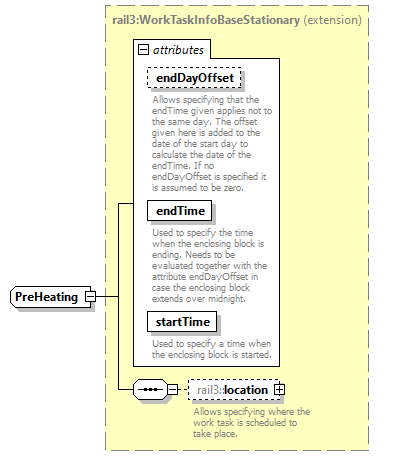 rail3:WorkTaskInfoBaseStationary (extension)
attributes
endDayOffset
Allows specifying that the
endTime given applies not to
the same day. The offset
given here is added to the
date of the start day to
calculate the date of the
endTime. If no
endDayOffset is specified it
is assumed to be zero.
endTime
Used to specify the time
when the enclosing block is
ending. Needs to be
evaluated together with the
attribute endDayOffset in
case the enclosing block
extends over midnight.
startTime
Used to specify a time when
the enclosing block is started.
PreHeating
rail3::location
Allows specifying where the
work task is scheduled to
take place.